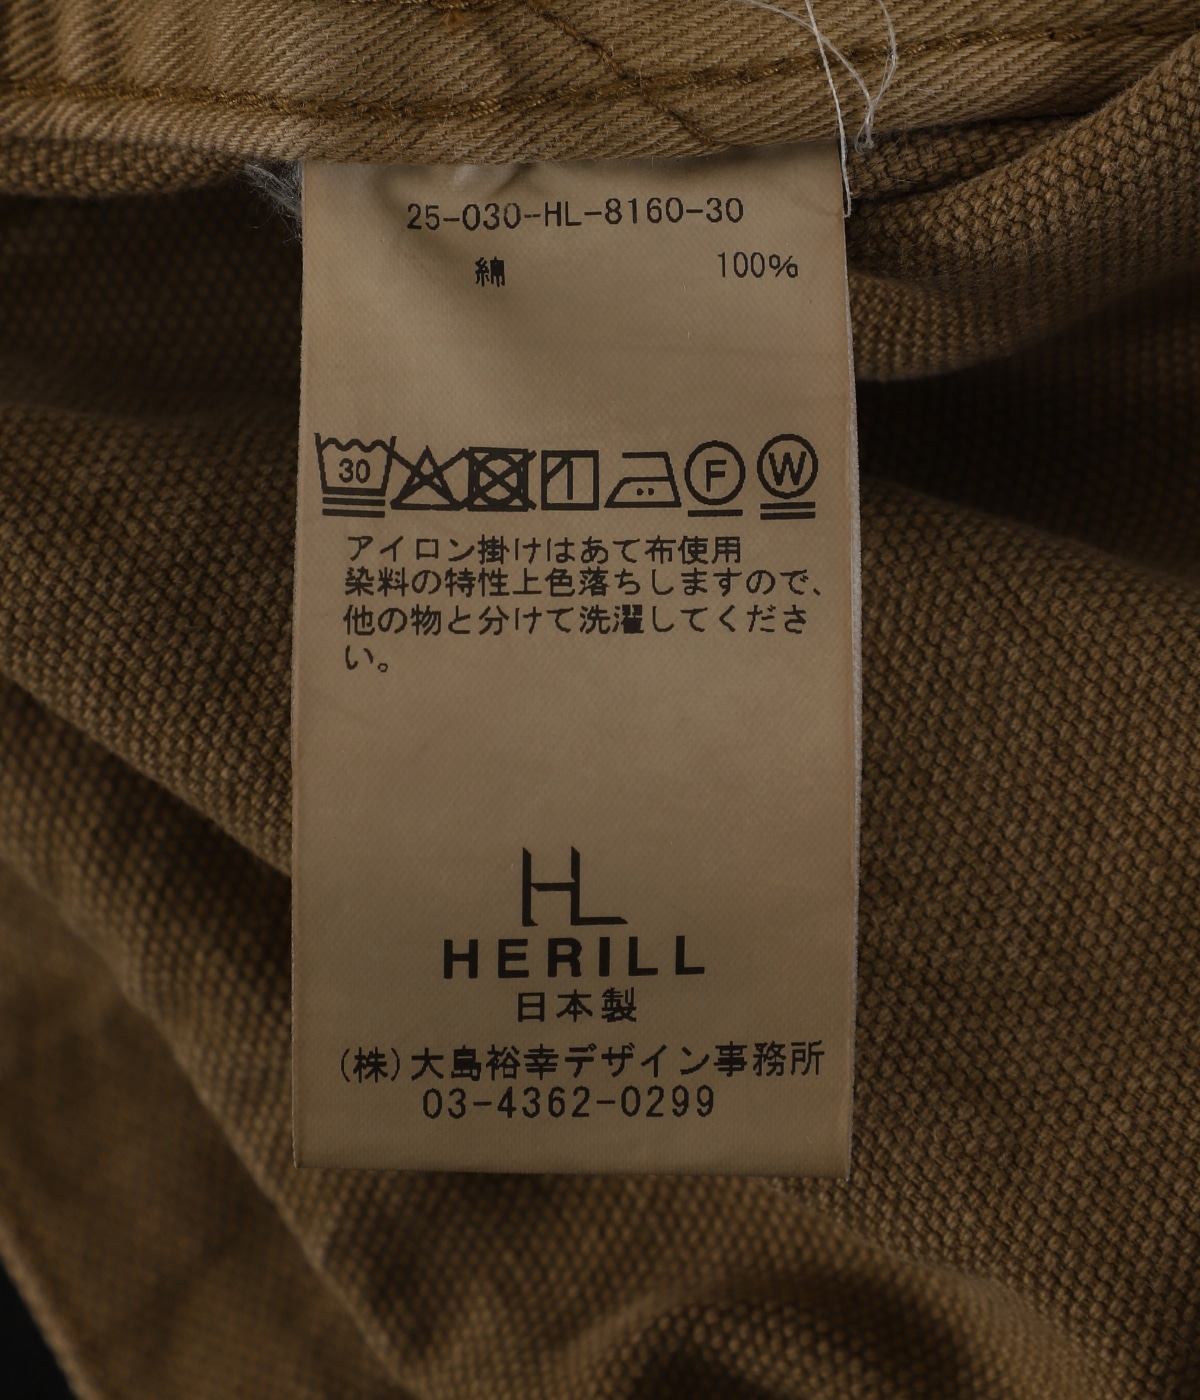 25-030-HL-8160-30
綿 100%
30 F W
アイロン掛けはあて布使用
染料の特性上色落ちしますので、
他の物と分けて洗濯してくださ
い。
HL
HERILL
日本製
(株)大島裕幸デザイン事務所
03-4362-0299